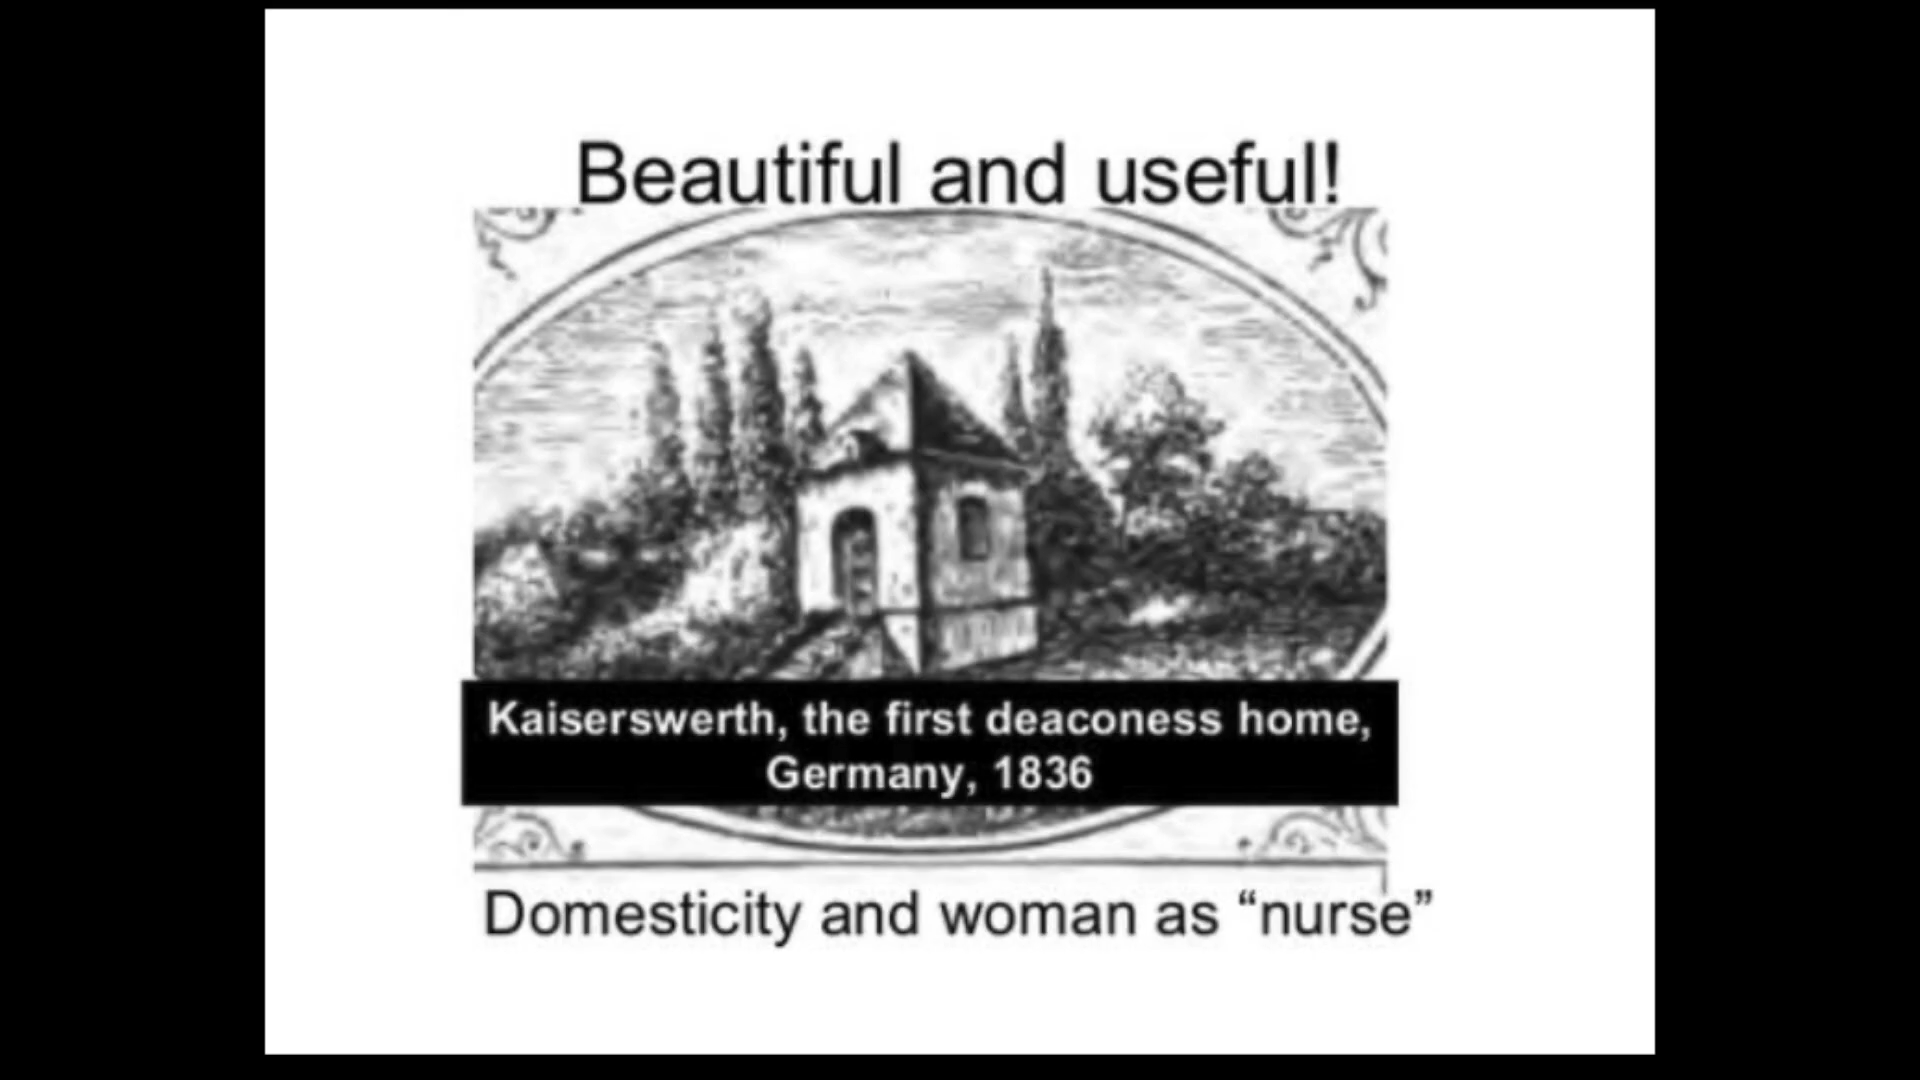 Beautiful and useful!
Kaiserswerth, the first deaconess home,
Germany, 1836
Domesticity and woman as “nurse”